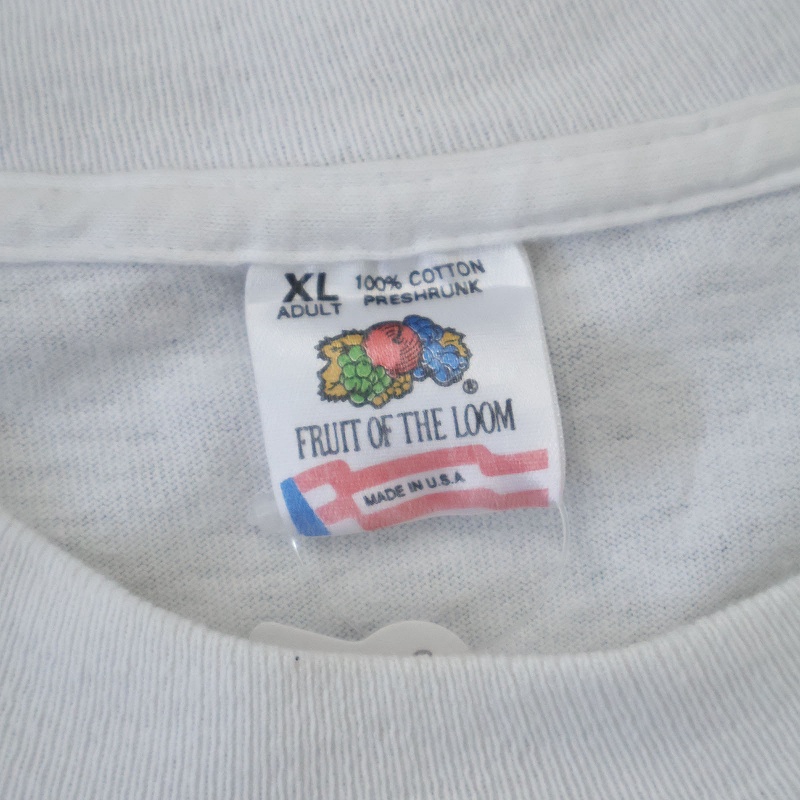 XL 100% COTTON
ADULT PRESHRUNK
®
FRUIT OF THE LOOM
MADE IN U.S.A